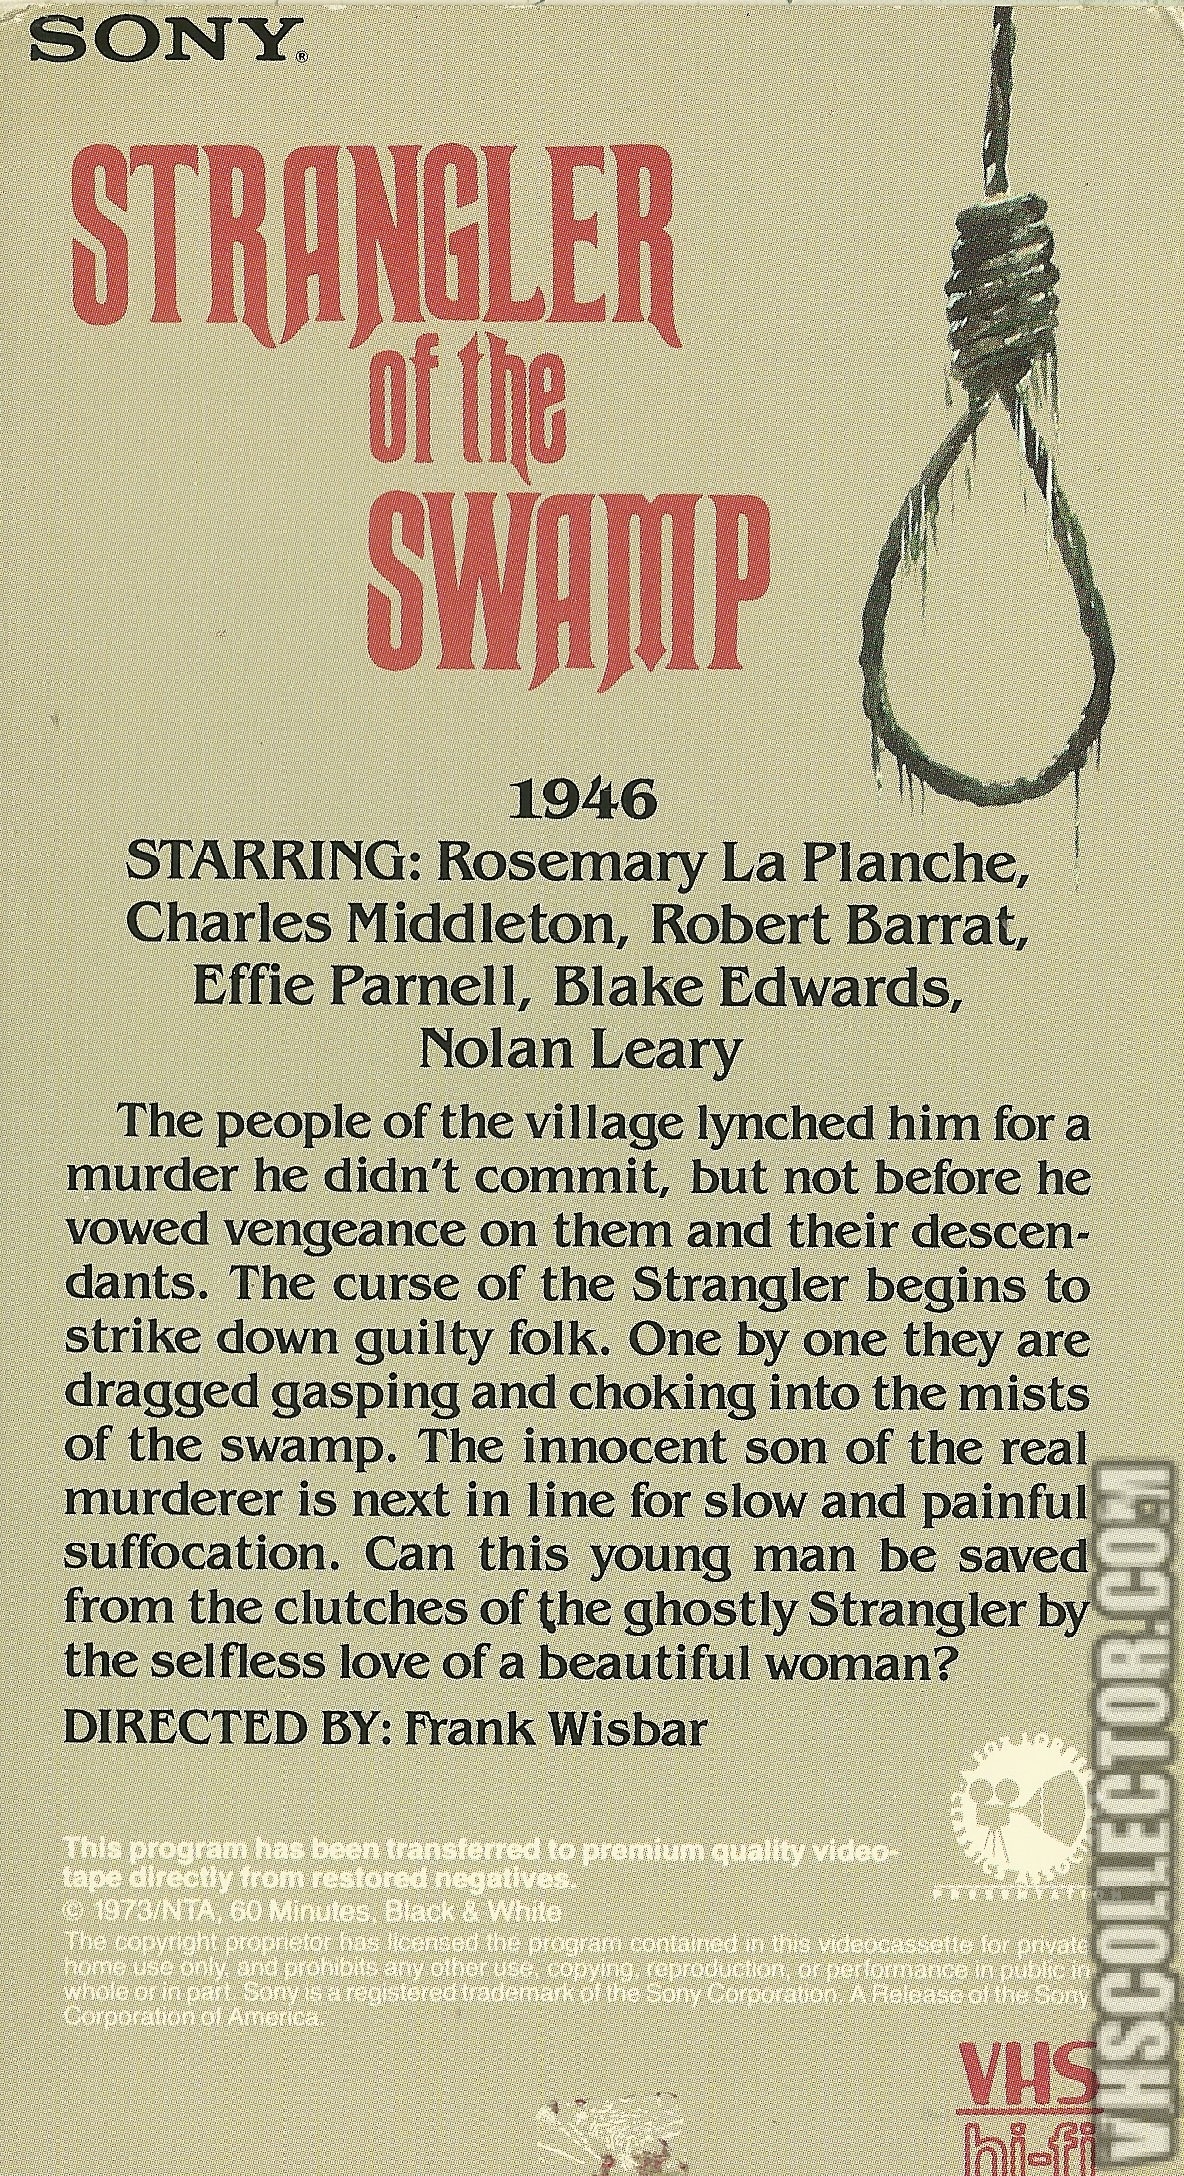 SONY®
STRANGLER
of the
SWAMP
1946
STARRING: Rosemary La Planche,
Charles Middleton, Robert Barrat,
Effie Parnell, Blake Edwards,
Nolan Leary
The people of the village lynched him for a
murder he didn't commit, but not before he
vowed vengeance on them and their descen-
dants. The curse of the Strangler begins to
strike down guilty folk. One by one they are
dragged gasping and choking into the mists
of the swamp. The innocent son of the real
murderer is next in line for slow and painful
suffocation. Can this young man be saved
from the clutches of the ghostly Strangler by
the selfless love of a beautiful woman?
DIRECTED BY: Frank Wisbar
This program has been transferred to premium quality video-
tape directly from restored negatives.
© 1973/NTA, 60 Minutes, Black & White
The copyright proprietor has licensed the program contained in this videocassette for private
home use only, and prohibits any other use, copying, reproduction, or performance in public in
whole or in part. Sony is a registered trademark of the Sony Corporation. A Release of the Sony
Corporation of America.
VHS
hi-fi
VHSCOLLECTOR.COM